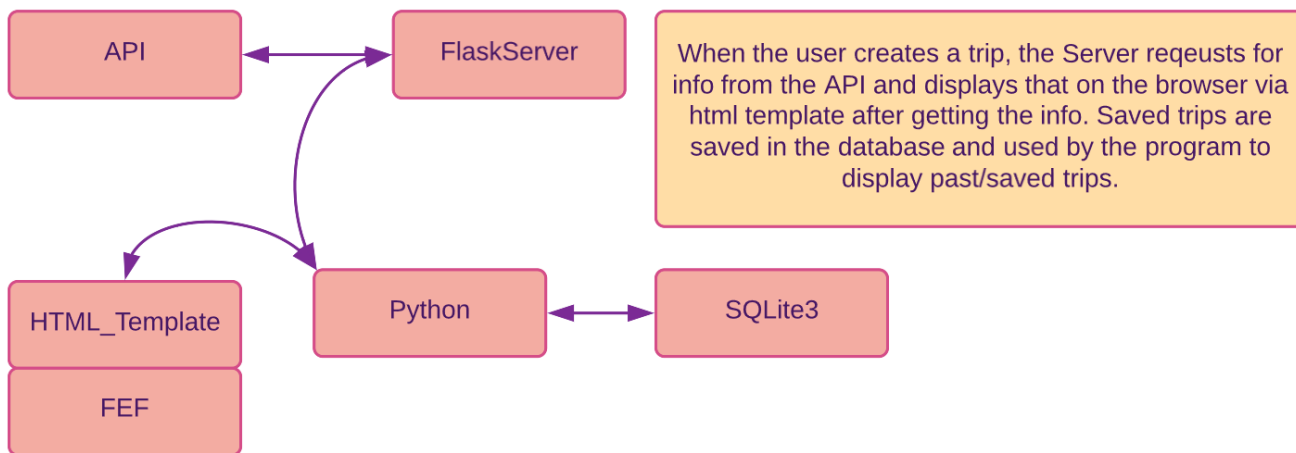 API
FlaskServer
When the user creates a trip, the Server reqeusts for
info from the API and displays that on the browser via
html template after getting the info. Saved trips are
saved in the database and used by the program to
display past/saved trips.
HTML_Template
Python
SQLite3
FEF